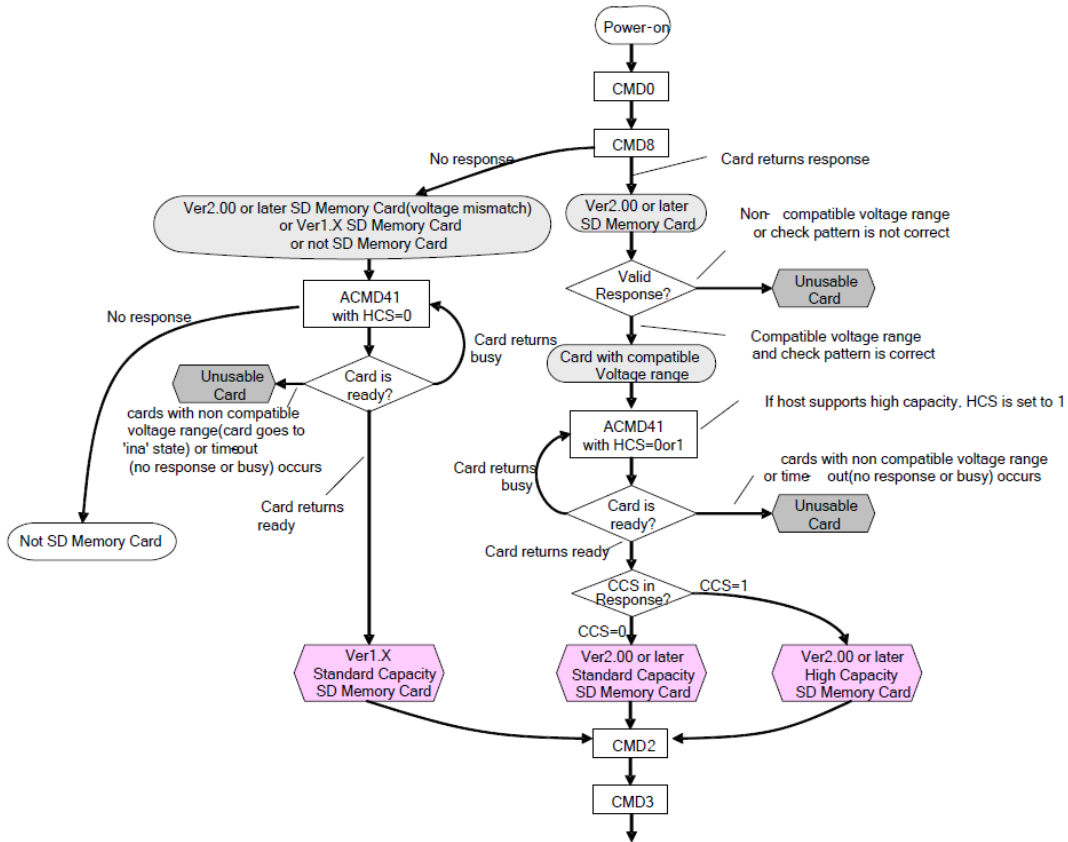 Power-on
CMD0
CMD8
No response
Card returns response
Ver2.00 or later SD Memory Card(voltage mismatch)
or Ver1.X SD Memory Card
or not SD Memory Card
Ver2.00 or later
SD Memory Card
Non- compatible voltage range
or check pattern is not correct
Valid
Response?
Unusable
Card
ACMD41
with HCS=0
No response
Card returns
busy
Compatible voltage range
and check pattern is correct
Card with compatible
Voltage range
Unusable
Card
Card is
ready?
cards with non compatible
voltage range(card goes to
'ina' state) or time-out
(no response or busy) occurs
If host supports high capacity, HCS is set to 1
ACMD41
with HCS=0or1
Card returns
busy
cards with non compatible voltage range
or time- out(no response or busy) occurs
Card returns
ready
Card is
ready?
Unusable
Card
Not SD Memory Card
Card returns ready
CCS in
Response?
CCS=1
CCS=0
Ver1.X
Standard Capacity
SD Memory Card
Ver2.00 or later
Standard Capacity
SD Memory Card
Ver2.00 or later
High Capacity
SD Memory Card
CMD2
CMD3